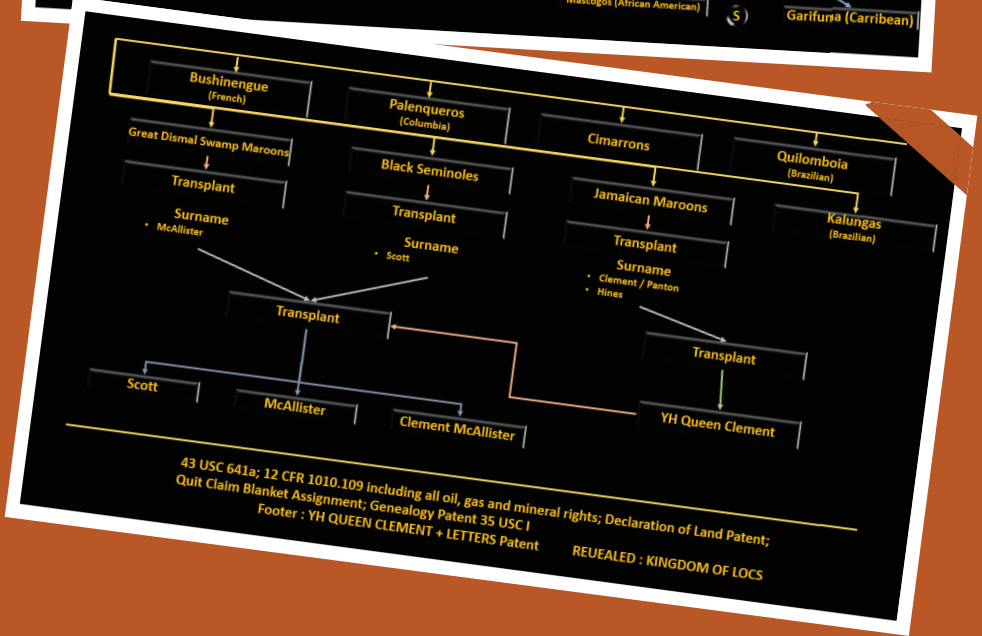 Mascogos (African American)
S
Garifuna (Carribean)
Bushinengue
(French)
Palenqueros
(Columbia)
Cimarrons
Quilomboia
(Brazilian)
Great Dismal Swamp Maroons
Black Seminoles
Jamaican Maroons
Kalungas
(Brazilian)
Transplant
Transplant
Transplant
Surname
• McAllister
Surname
• Scott
Surname
• Clement / Panton
• Hines
Transplant
Transplant
Scott
McAllister
Clement McAllister
YH Queen Clement
43 USC 641a; 12 CFR 1010.109 including all oil, gas and mineral rights; Declaration of Land Patent;
Quit Claim Blanket Assignment; Genealogy Patent 35 USC I
Footer : YH QUEEN CLEMENT + LETTERS Patent
REUEALED : KINGDOM OF LOCS